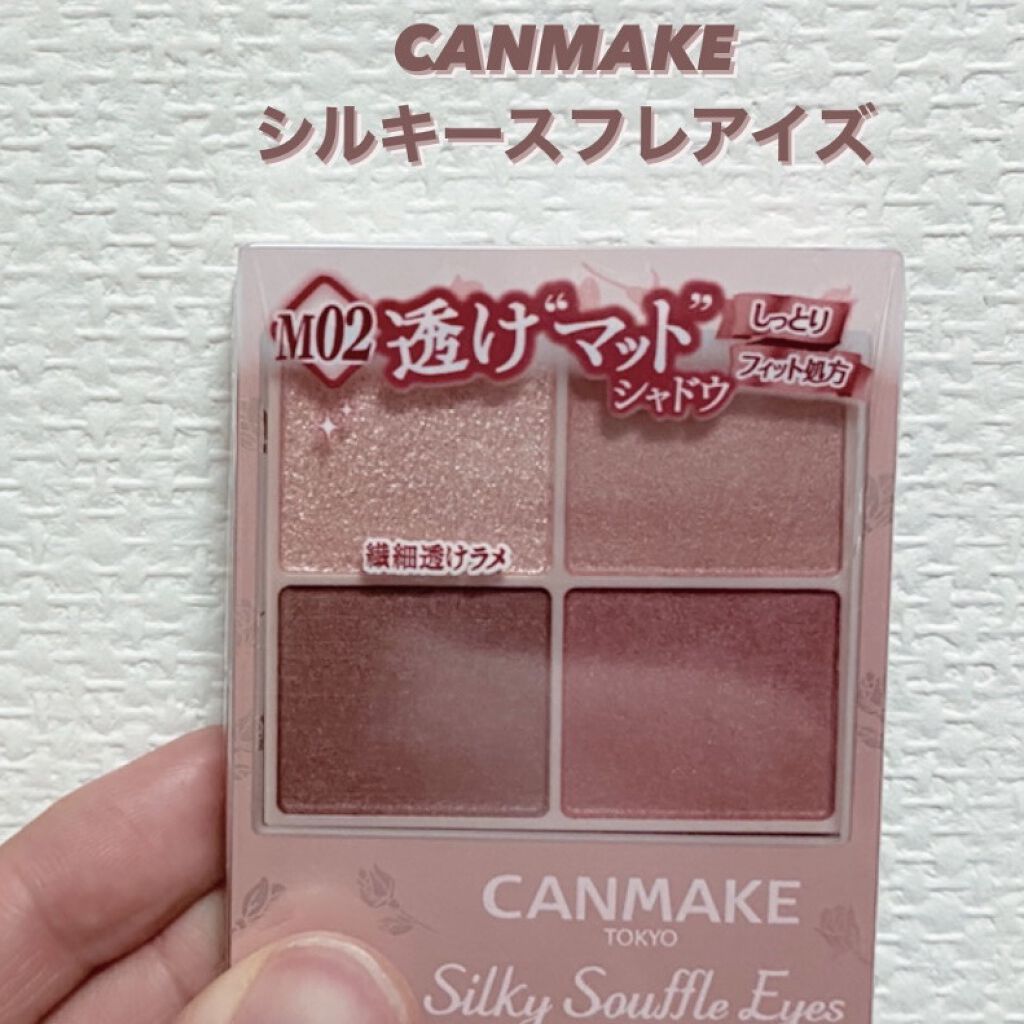 CANMAKE
シルキースフレアイズ
M02
透け“マット”
シャドウ
しっとり
フィット処方
繊細透けラメ
CANMAKE
TOKYO
Silky Souffle Eyes